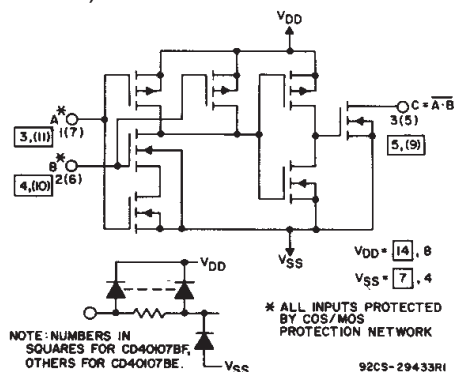 VDD
A*
3,(11)
1(7)
B*
4,(10)
2(6)
C = A·B
3(5)
5,(9)
VSS
VDD = 14, 8
VSS = 7, 4
VDD
* ALL INPUTS PROTECTED
BY COS/MOS
PROTECTION NETWORK
NOTE: NUMBERS IN
SQUARES FOR CD40107BF,
OTHERS FOR CD40107BE.
VSS
92CS-29433R1